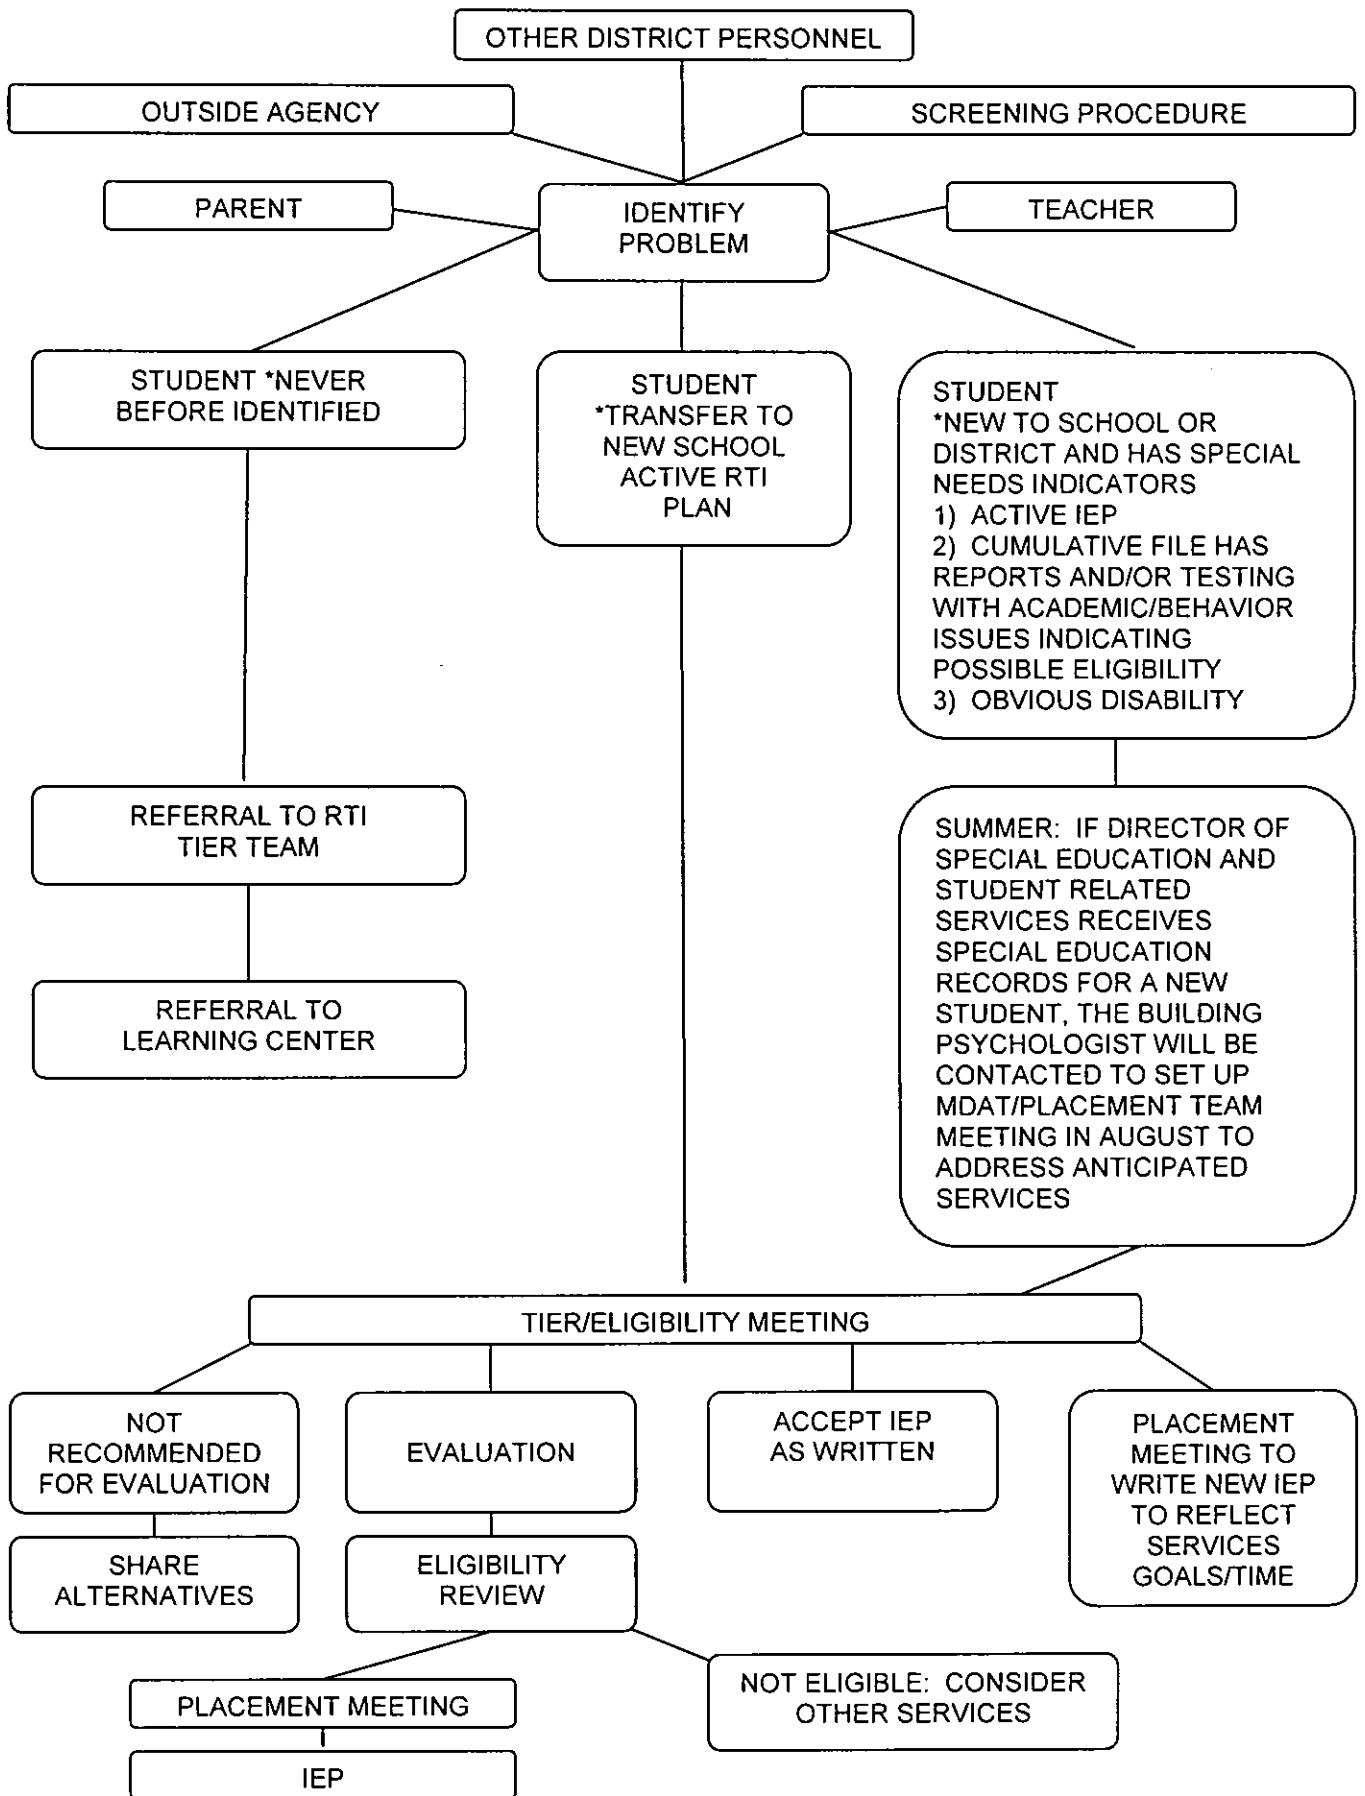 OTHER DISTRICT PERSONNEL
OUTSIDE AGENCY
SCREENING PROCEDURE
PARENT
IDENTIFY
PROBLEM
TEACHER
STUDENT *NEVER
BEFORE IDENTIFIED
STUDENT
*TRANSFER TO
NEW SCHOOL
ACTIVE RTI
PLAN
STUDENT
*NEW TO SCHOOL OR
DISTRICT AND HAS SPECIAL
NEEDS INDICATORS
1) ACTIVE IEP
2) CUMULATIVE FILE HAS
REPORTS AND/OR TESTING
WITH ACADEMIC/BEHAVIOR
ISSUES INDICATING
POSSIBLE ELIGIBILITY
3) OBVIOUS DISABILITY
REFERRAL TO RTI
TIER TEAM
REFERRAL TO
LEARNING CENTER
SUMMER: IF DIRECTOR OF
SPECIAL EDUCATION AND
STUDENT RELATED
SERVICES RECEIVES
SPECIAL EDUCATION
RECORDS FOR A NEW
STUDENT, THE BUILDING
PSYCHOLOGIST WILL BE
CONTACTED TO SET UP
MDAT/PLACEMENT TEAM
MEETING IN AUGUST TO
ADDRESS ANTICIPATED
SERVICES
TIER/ELIGIBILITY MEETING
NOT
RECOMMENDED
FOR EVALUATION
EVALUATION
ACCEPT IEP
AS WRITTEN
PLACEMENT
MEETING TO
WRITE NEW IEP
TO REFLECT
SERVICES
GOALS/TIME
SHARE
ALTERNATIVES
ELIGIBILITY
REVIEW
PLACEMENT MEETING
NOT ELIGIBLE: CONSIDER
OTHER SERVICES
IEP